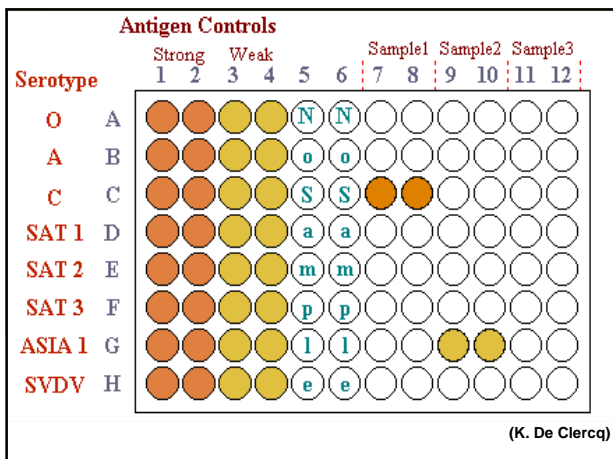 Antigen Controls
Strong Weak Sample1 Sample2 Sample3
Serotype 1 2 3 4 5 6 7 8 9 10 11 12
O A N N
A B o o
C C S S
SAT 1 D a a
SAT 2 E m m
SAT 3 F p p
ASIA 1 G l l
SVDV H e e
(K. De Clercq)